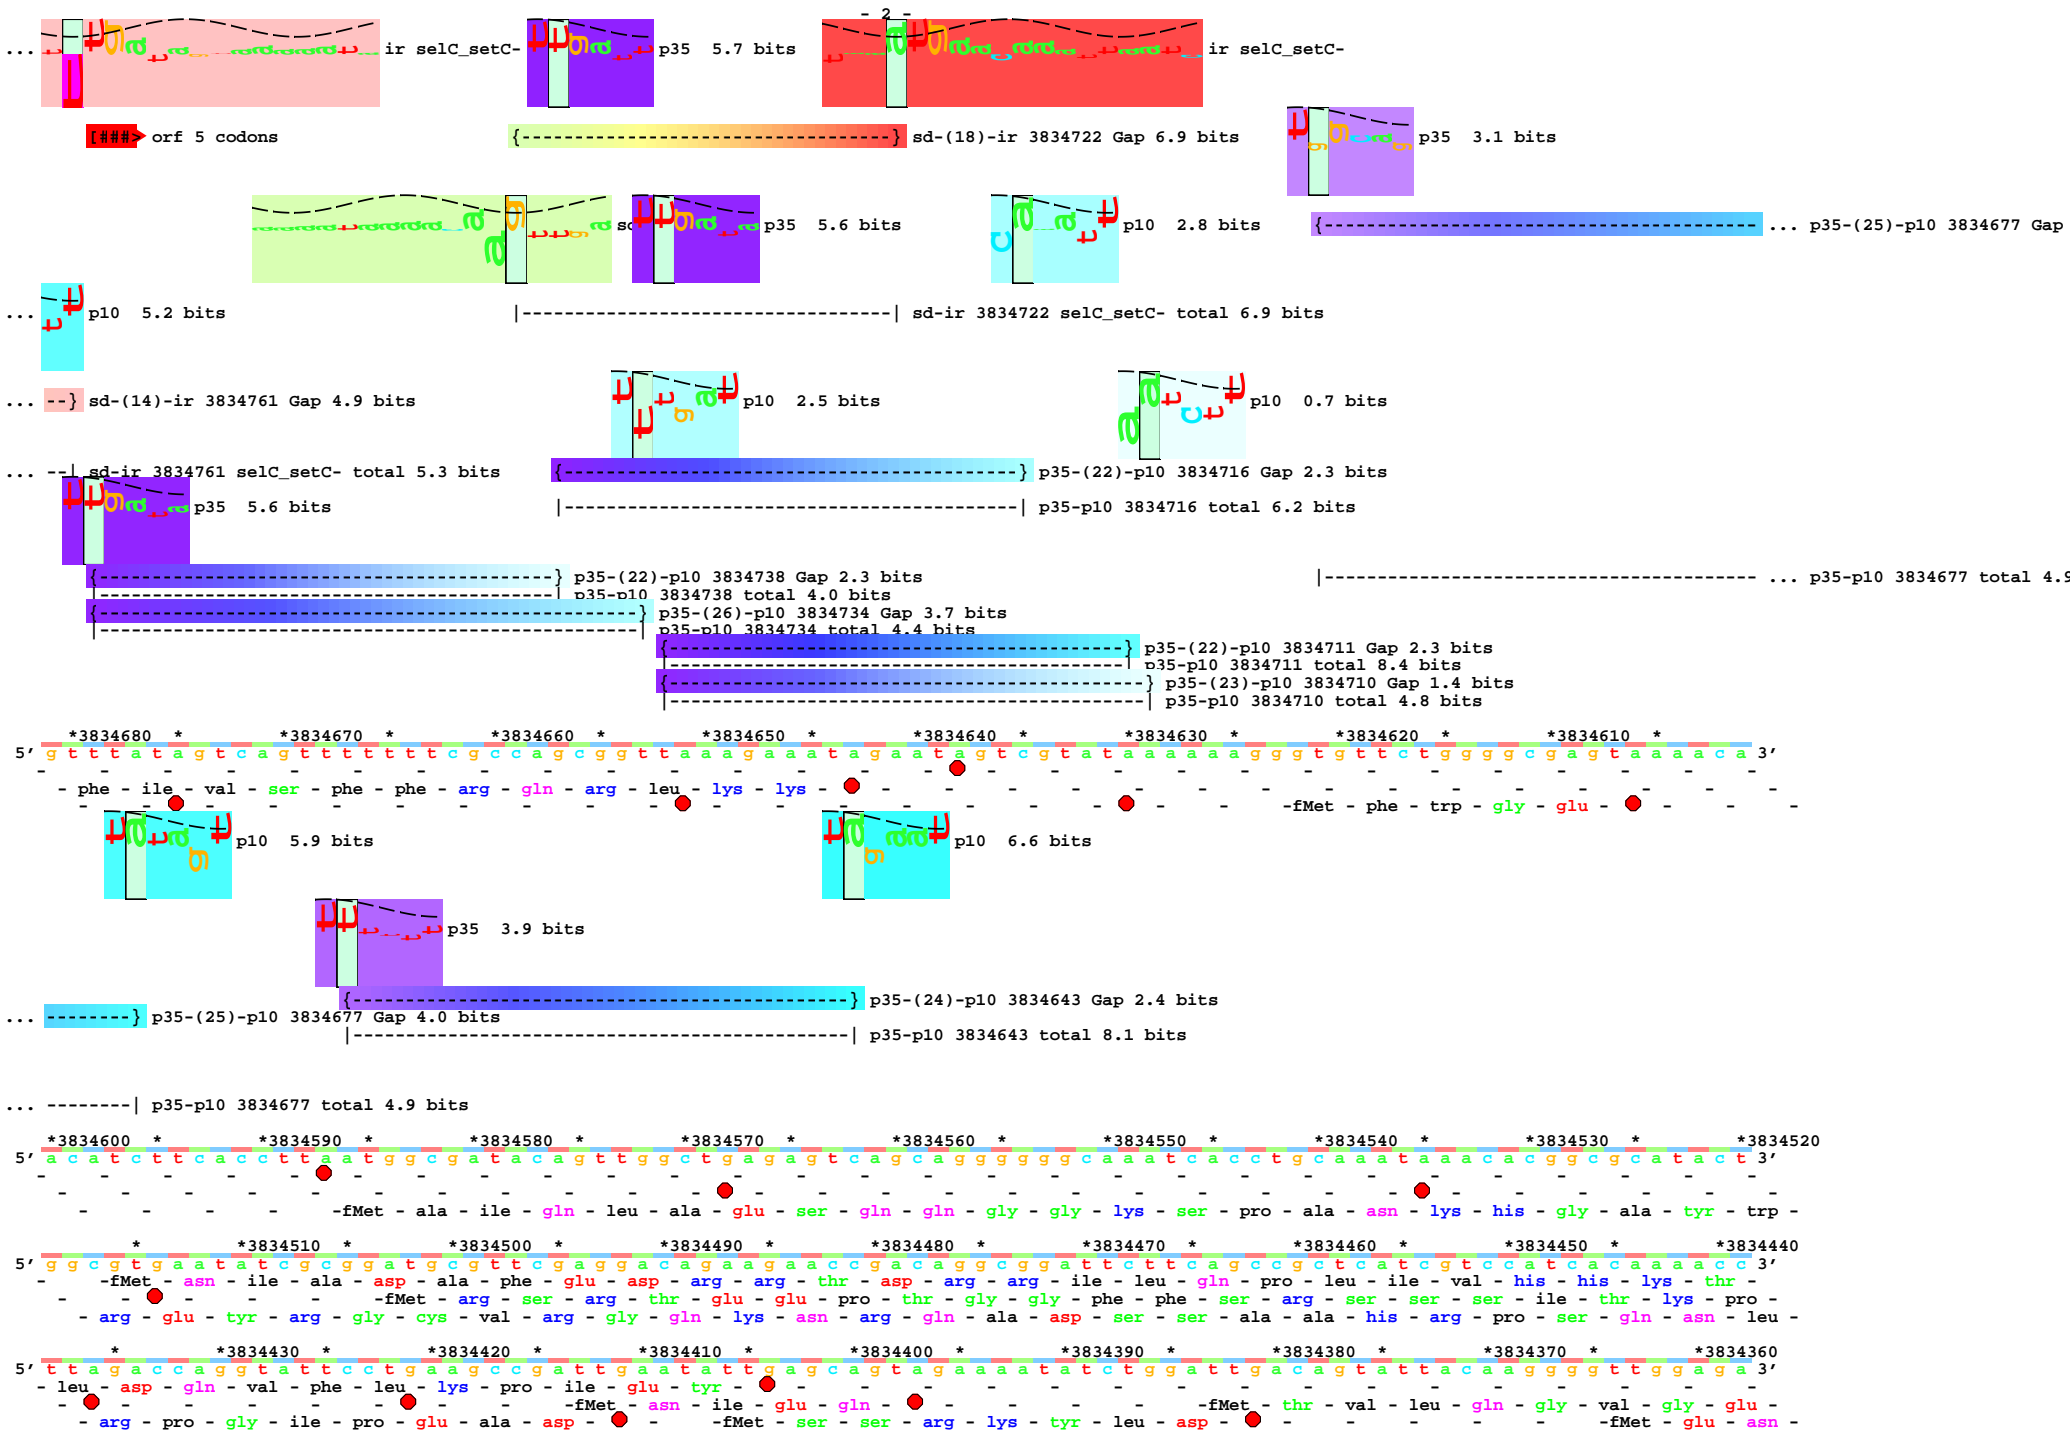 - 2 -
... ir selC_setC- p35 5.7 bits ir selC_setC-
[###> orf 5 codons {------------------------------------} sd-(18)-ir 3834722 Gap 6.9 bits p35 3.1 bits
p35 5.6 bits p10 2.8 bits {------------------------------------------ ... p35-(25)-p10 3834677 Gap
... p10 5.2 bits |-----------------------------------| sd-ir 3834722 selC_setC- total 6.9 bits
... --} sd-(14)-ir 3834761 Gap 4.9 bits p10 2.5 bits p10 0.7 bits
... --| sd-ir 3834761 selC_setC- total 5.3 bits {-------------------------------------------} p35-(22)-p10 3834716 Gap 2.3 bits
p35 5.6 bits |-------------------------------------------| p35-p10 3834716 total 6.2 bits
{-------------------------------------------} p35-(22)-p10 3834738 Gap 2.3 bits |----------------------------------------- ... p35-p10 3834677 total 4.9
|-------------------------------------------| p35-p10 3834738 total 4.0 bits
{---------------------------------------------------} p35-(26)-p10 3834734 Gap 3.7 bits
|---------------------------------------------------| p35-p10 3834734 total 4.4 bits
{-------------------------------------------} p35-(22)-p10 3834711 Gap 2.3 bits
|-------------------------------------------| p35-p10 3834711 total 8.4 bits
{---------------------------------------------} p35-(23)-p10 3834710 Gap 1.4 bits
|---------------------------------------------| p35-p10 3834710 total 4.8 bits
*3834680 * *3834670 * *3834660 * *3834650 * *3834640 * *3834630 * *3834620 * *3834610 *
5' g t t t a t a g t c a g t t t t t t c g c c a g c g g t t a a a g a a a t a g a a t a g t c g t a t a a a a a a g g g t g t t c t g g g g c g a g t a a a c a 3'
- phe - ile - val - ser - phe - phe - arg - gln - arg - leu - lys - lys -
-fMet - phe - trp - gly - glu -
p10 5.9 bits p10 6.6 bits
p35 3.9 bits
{-----------------------------------------------} p35-(24)-p10 3834643 Gap 2.4 bits
... --------} p35-(25)-p10 3834677 Gap 4.0 bits
|-----------------------------------------------| p35-p10 3834643 total 8.1 bits
... --------| p35-p10 3834677 total 4.9 bits
*3834600 * *3834590 * *3834580 * *3834570 * *3834560 * *3834550 * *3834540 * *3834530 * *3834520
5' a c a t c t t c a c c t t a a t g g c g a t a c a g t t g g c t g a g a g t c a g c a g g g g g g c a a a t c a c c t g c a a a t a a a c a c g g c g c a t a c t 3'
-fMet - ala - ile - gln - leu - ala - glu - ser - gln - gln - gly - gly - lys - ser - pro - ala - asn - lys - his - gly - ala - tyr - trp -
* *3834510 * *3834500 * *3834490 * *3834480 * *3834470 * *3834460 * *3834450 * *3834440
5' g g c g t g a a t a t c g c g g a t g c g t t c g a g g a c a g a a g a a c c g a c a g g c g g a t t c t t c a g c c g c t c a t c g t c c a t c a c a a a a c c 3'
-fMet - asn - ile - ala - asp - ala - phe - glu - asp - arg - arg - thr - asp - arg - arg - ile - leu - gln - pro - leu - ile - val - his - his - lys - thr -
-fMet - arg - ser - arg - thr - glu - glu - pro - thr - gly - gly - phe - phe - ser - arg - ser - ser - ser - ile - thr - lys - pro -
- arg - glu - tyr - arg - gly - cys - val - arg - gly - gln - lys - asn - arg - gln - ala - asp - ser - ser - ala - ala - his - arg - pro - ser - gln - asn - leu -
* *3834430 * *3834420 * *3834410 * *3834400 * *3834390 * *3834380 * *3834370 * *3834360
5' t t a g a c c a g g t a t t c c t g a a g c c g a t t g a a t a t t g a g c a g t a g a a a t a t c t g g a t t g a c a g t a t t a c a a g g g t t g g a g a 3'
- leu - asp - gln - val - phe - leu - lys - pro - ile - glu - tyr -
-fMet - asn - ile - glu - gln - -fMet - thr - val - leu - gln - gly - val - gly - glu -
- arg - pro - gly - ile - pro - glu - ala - asp - -fMet - ser - ser - arg - lys - tyr - leu - asp - -fMet - glu - asn -